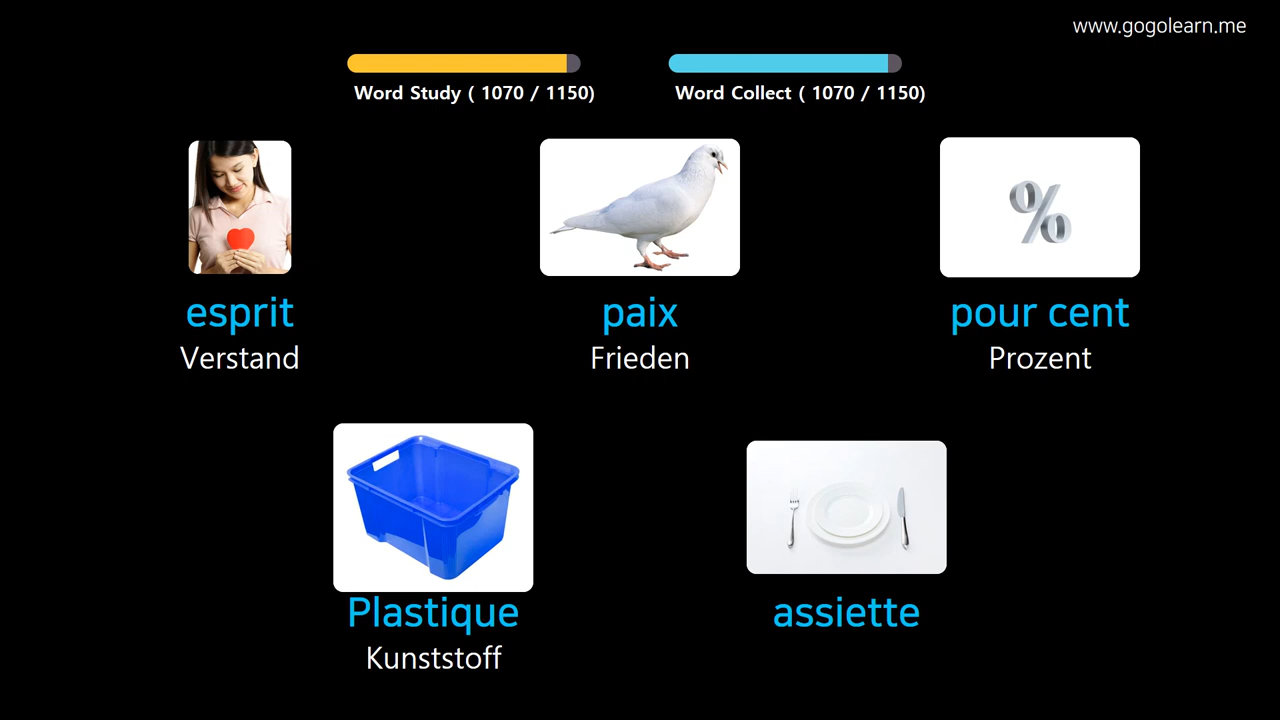 www.gogolearn.me
Word Study ( 1070 / 1150)
Word Collect ( 1070 / 1150)
%
esprit
Verstand
paix
Frieden
pour cent
Prozent
Plastique
Kunststoff
assiette